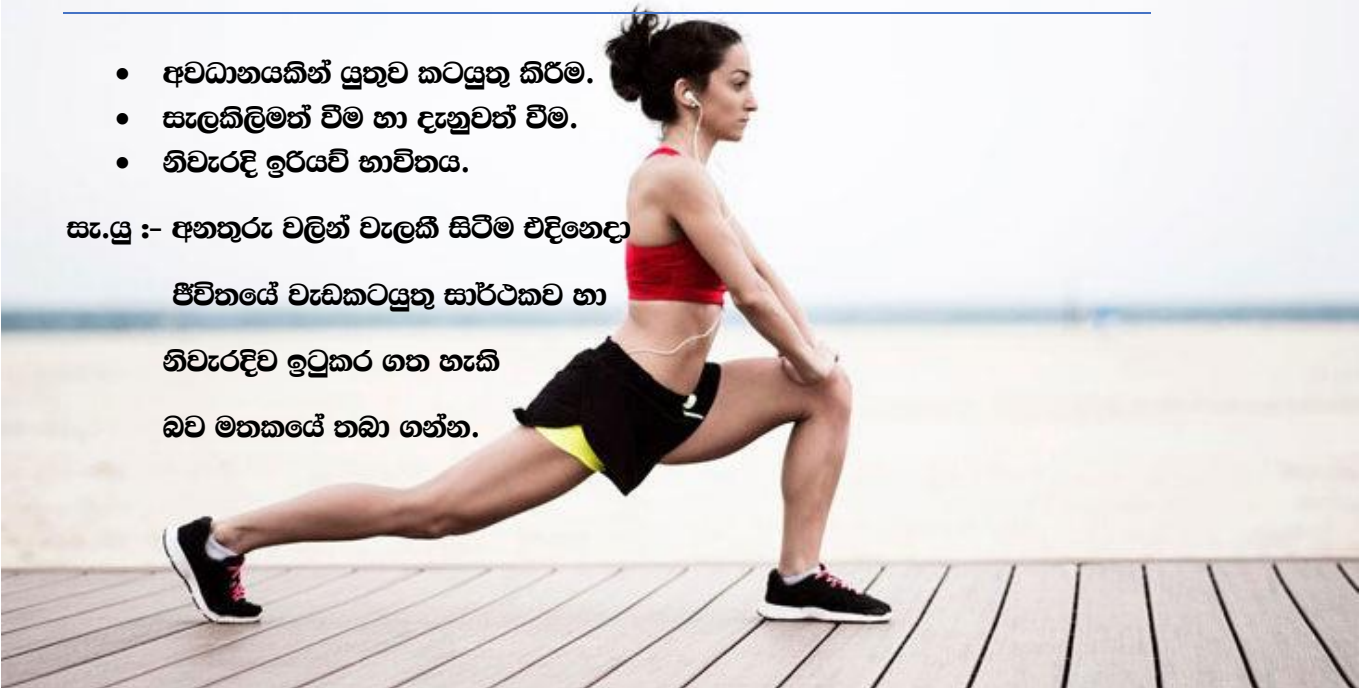 • අවධානයකින් යුතුව කටයුතු කිරීම.
• සැලකිලිමත් වීම හා දැනුවත් වීම.
• නිවැරදි ඉරියව් භාවිතය.
සැ.යු :- අනතුරු වලින් වැලකී සිටීම එදිනෙදා
ජීවිතයේ වැඩකටයුතු සාර්ථකව හා
නිවැරදිව ඉටුකර ගත හැකි
බව මතකයේ තබා ගන්න.